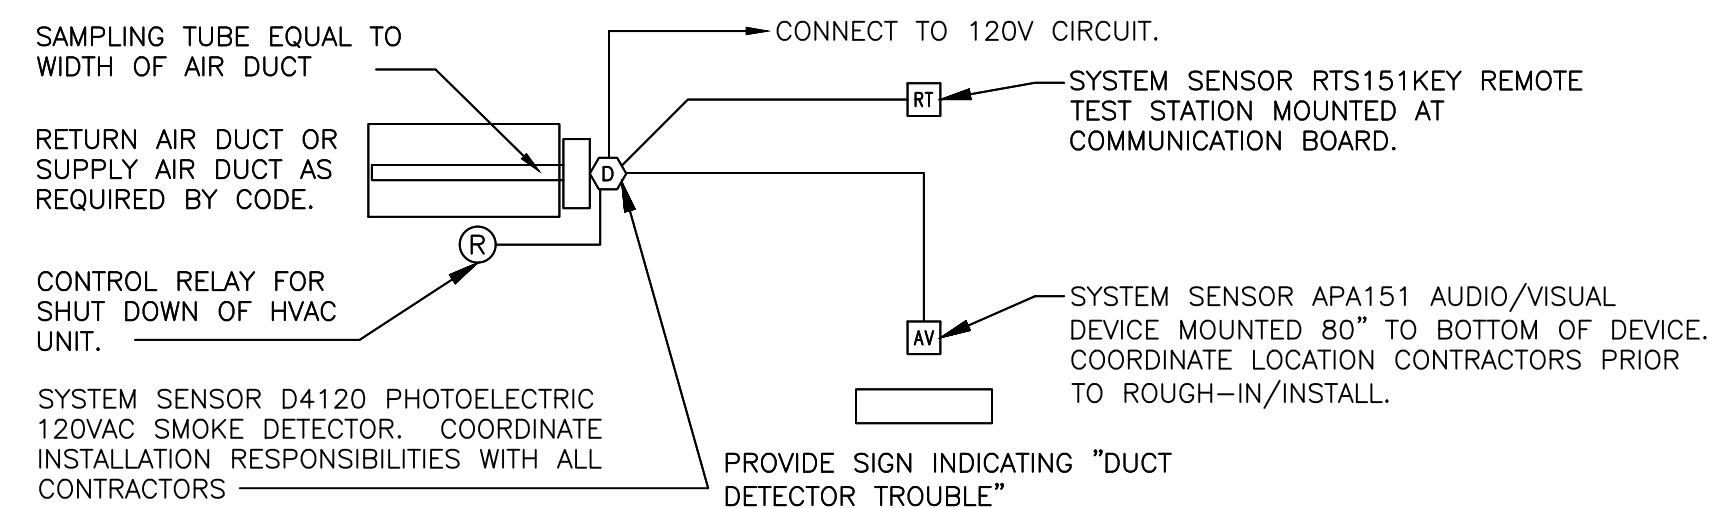 SAMPLING TUBE EQUAL TO
WIDTH OF AIR DUCT
RETURN AIR DUCT OR
SUPPLY AIR DUCT AS
REQUIRED BY CODE.
CONTROL RELAY FOR
SHUT DOWN OF HVAC
UNIT.
SYSTEM SENSOR D4120 PHOTOELECTRIC
120VAC SMOKE DETECTOR. COORDINATE
INSTALLATION RESPONSIBILITIES WITH ALL
CONTRACTORS
R
D
CONNECT TO 120V CIRCUIT.
RT
SYSTEM SENSOR RTS151KEY REMOTE
TEST STATION MOUNTED AT
COMMUNICATION BOARD.
AV
SYSTEM SENSOR APA151 AUDIO/VISUAL
DEVICE MOUNTED 80" TO BOTTOM OF DEVICE.
COORDINATE LOCATION CONTRACTORS PRIOR
TO ROUGH-IN/INSTALL.
PROVIDE SIGN INDICATING "DUCT
DETECTOR TROUBLE"